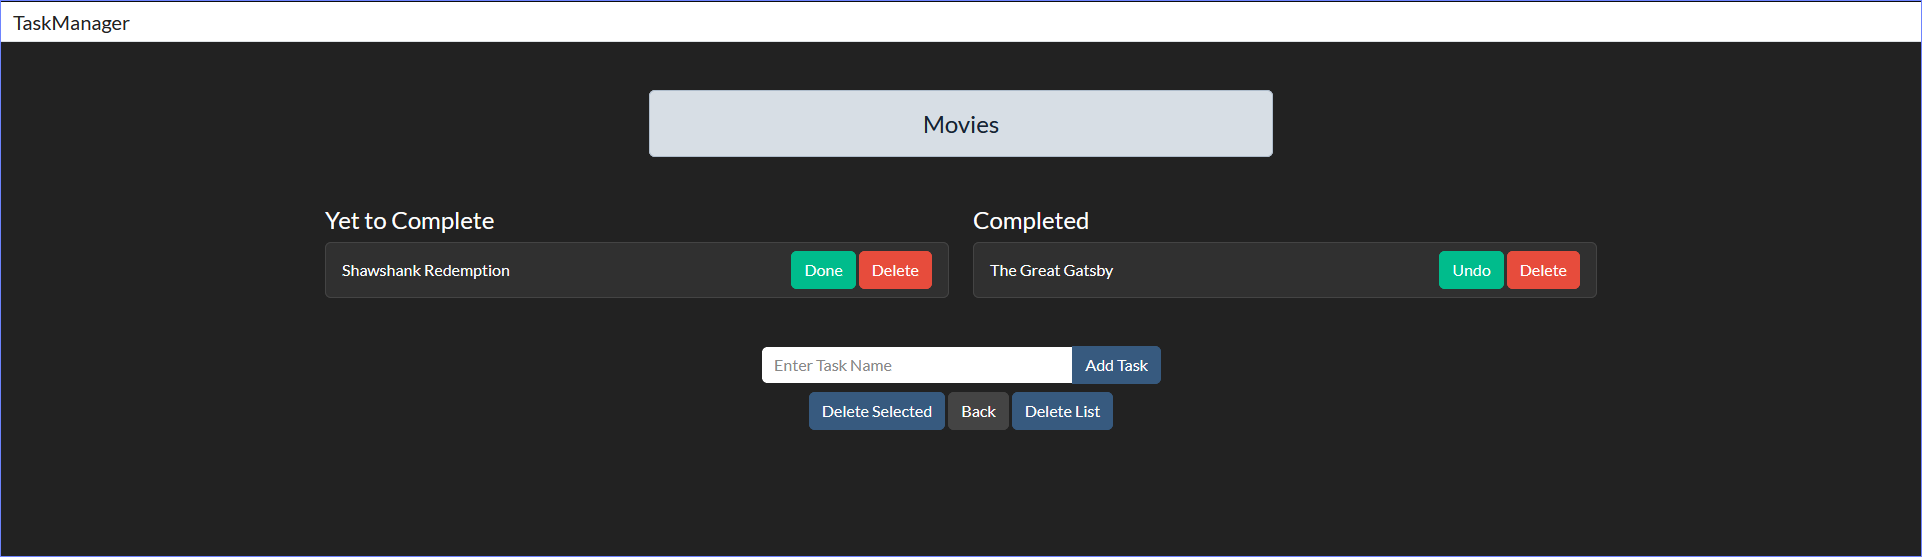 TaskManager
Movies
Yet to Complete
Shawshank Redemption Done Delete
Completed
The Great Gatsby Undo Delete
Enter Task Name Add Task
Delete Selected Back Delete List